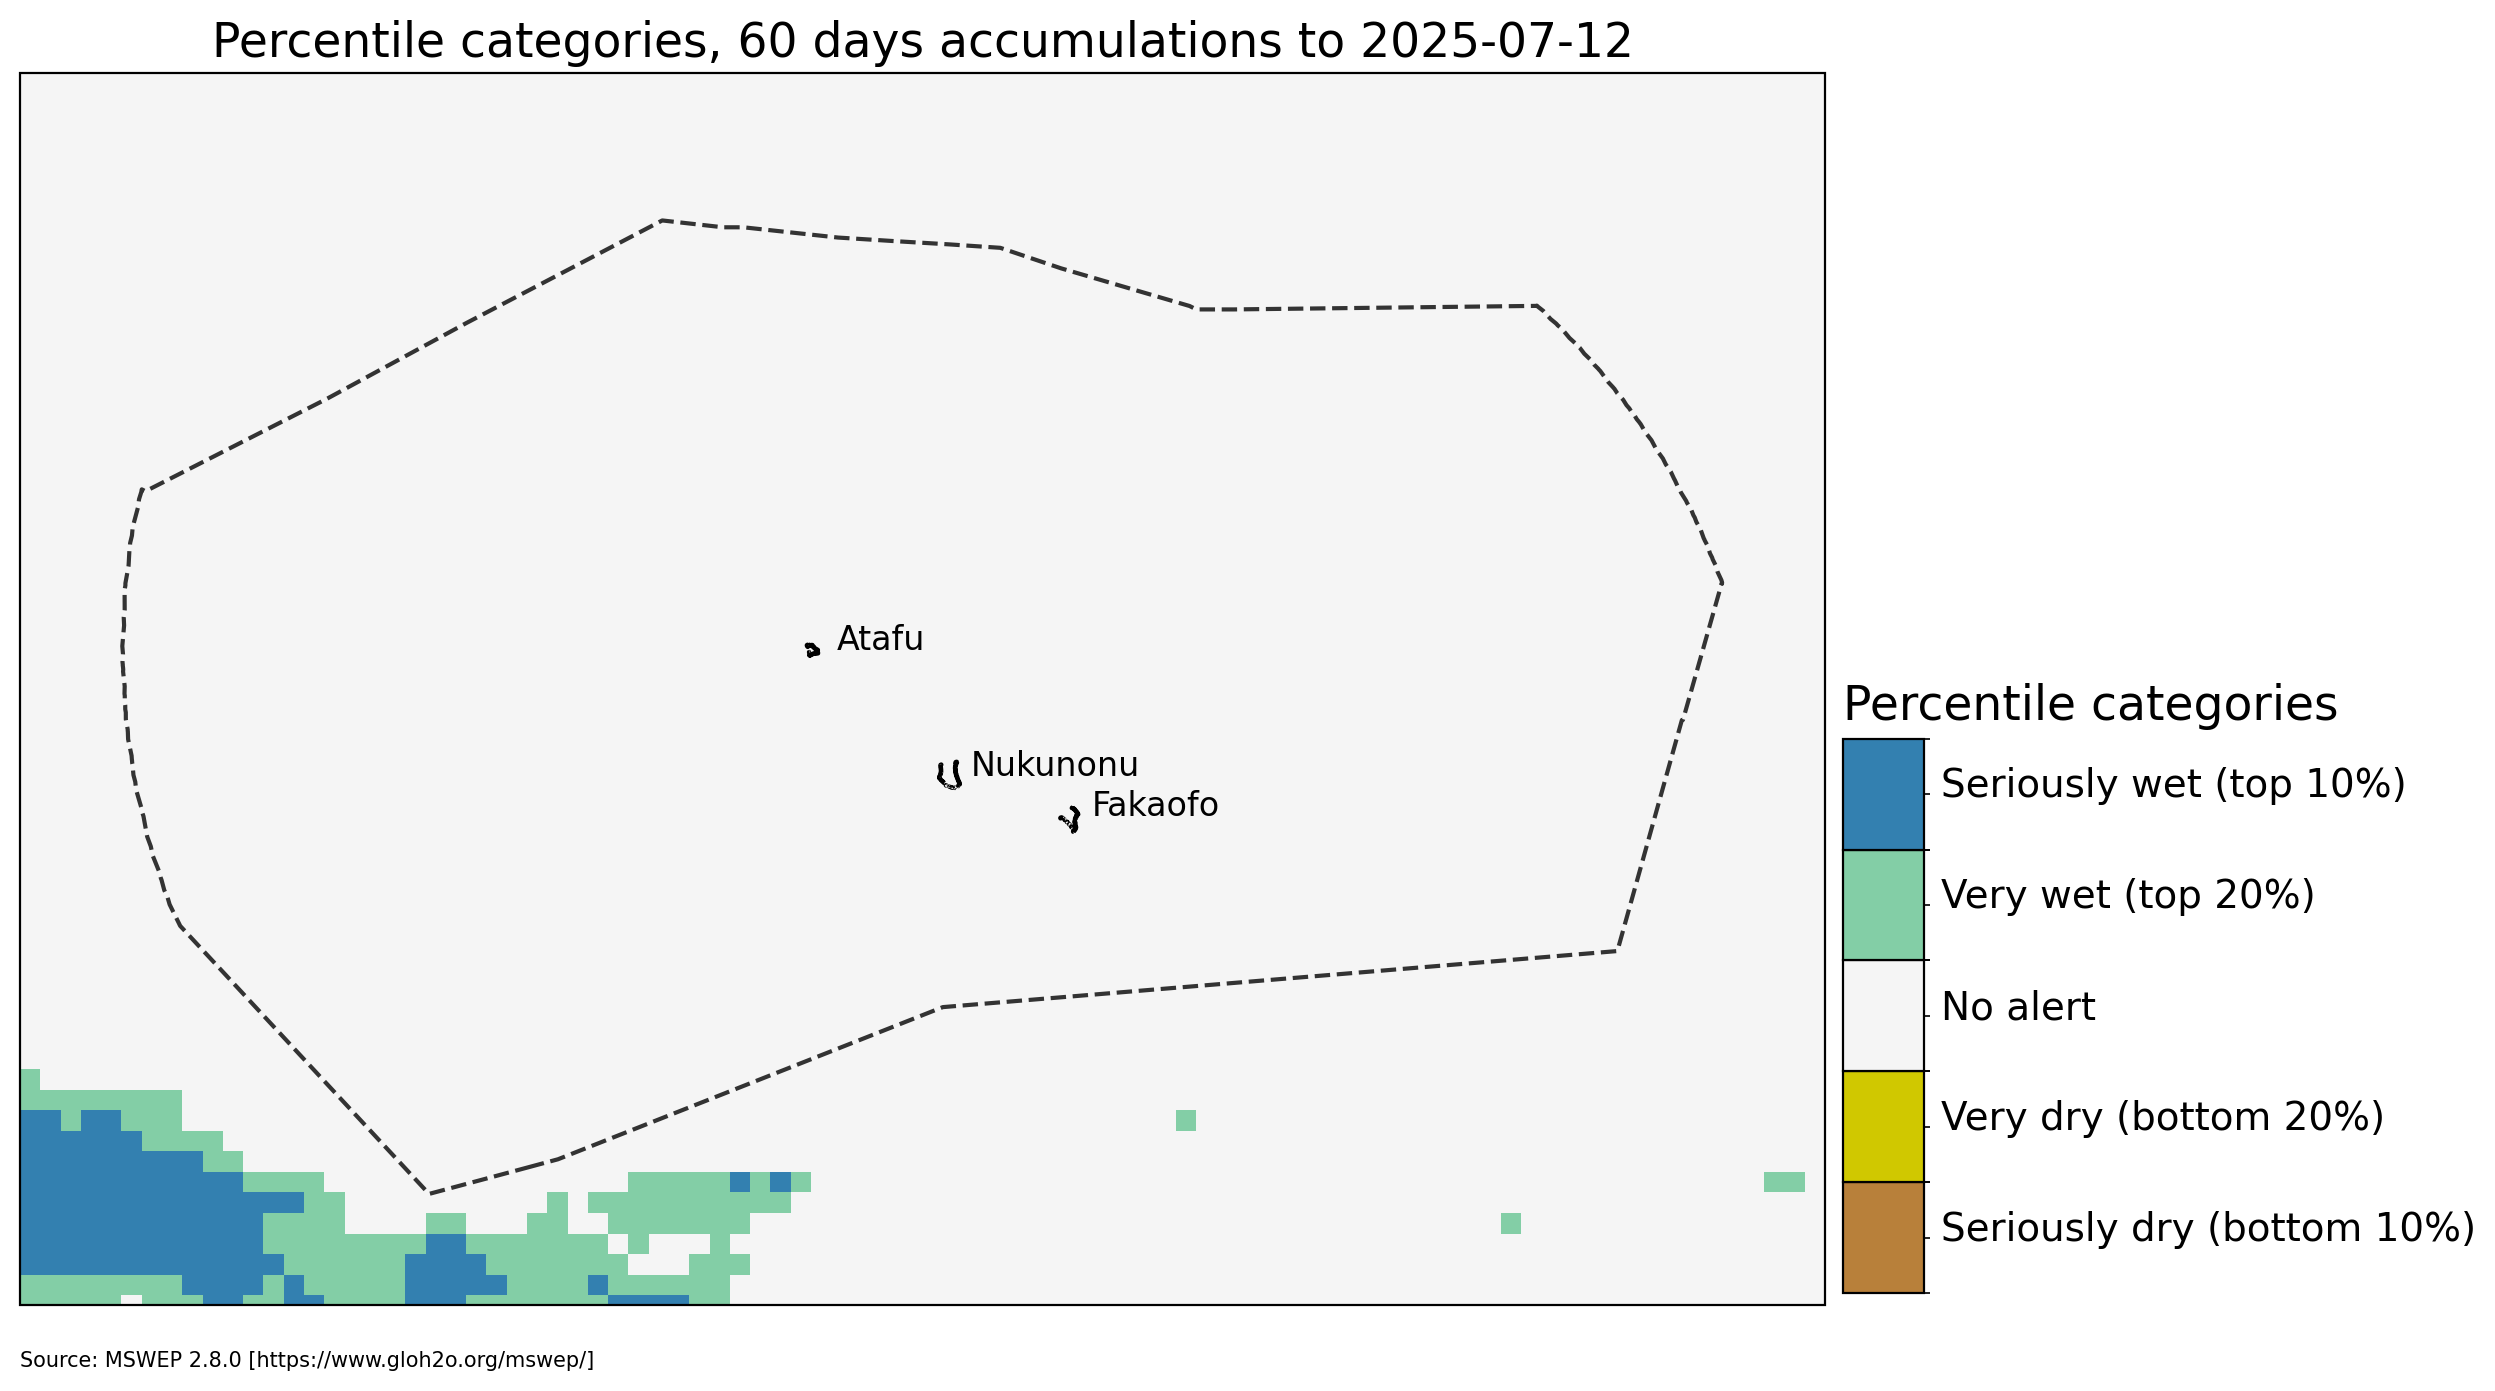 Percentile categories, 60 days accumulations to 2025-07-12
Atafu
Nukunonu
Fakaofo
Percentile categories
Seriously wet (top 10%)
Very wet (top 20%)
No alert
Very dry (bottom 20%)
Seriously dry (bottom 10%)
Source: MSWEP 2.8.0 [https://www.gloh2o.org/mswep/]